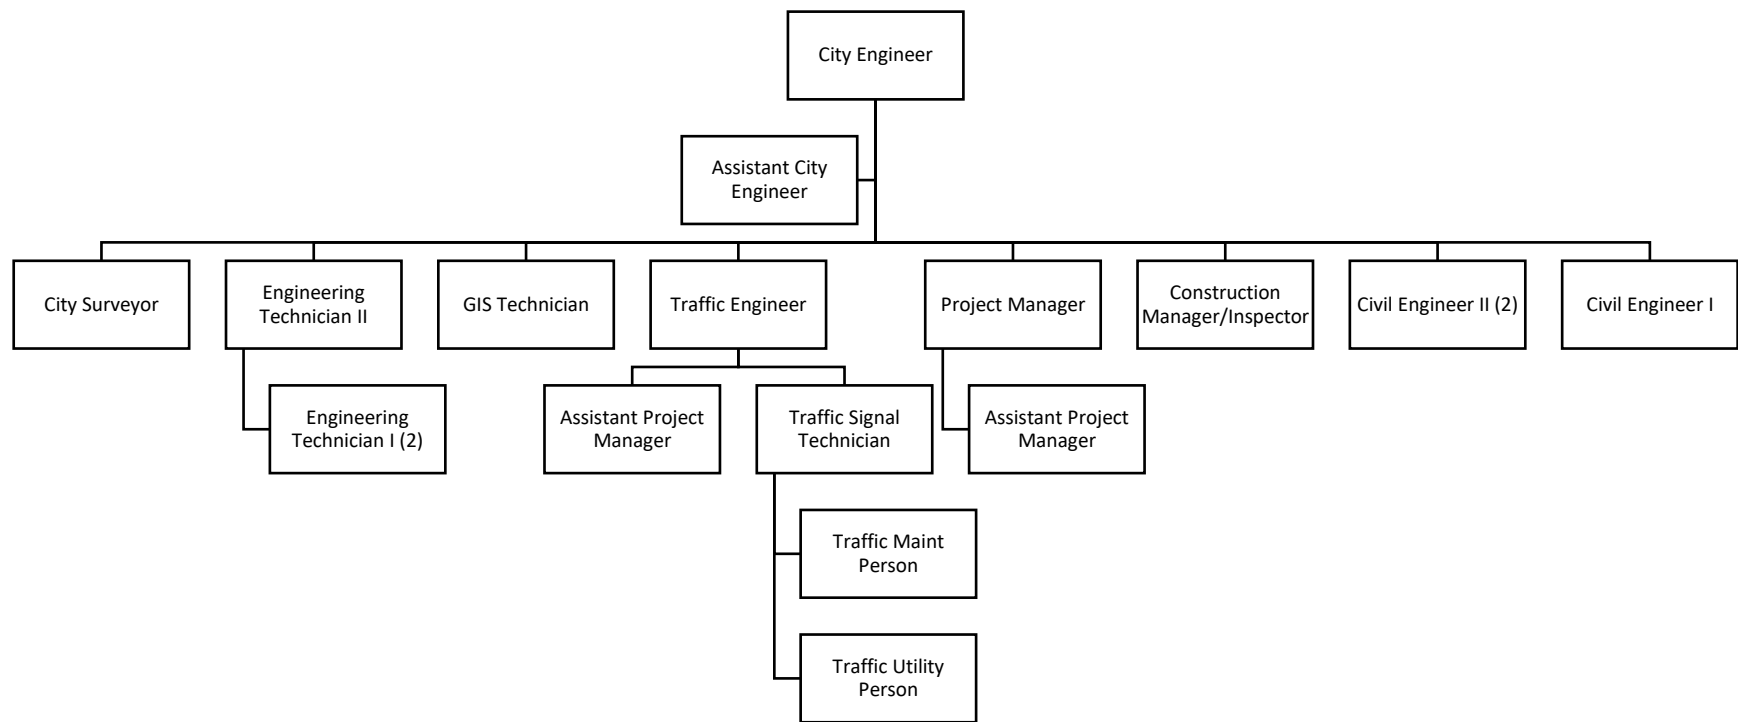 City Engineer
Assistant City
Engineer
City Surveyor
Engineering
Technician II
GIS Technician
Traffic Engineer
Project Manager
Construction
Manager/Inspector
Civil Engineer II (2)
Civil Engineer I
Engineering
Technician I (2)
Assistant Project
Manager
Traffic Signal
Technician
Assistant Project
Manager
Traffic Maint
Person
Traffic Utility
Person